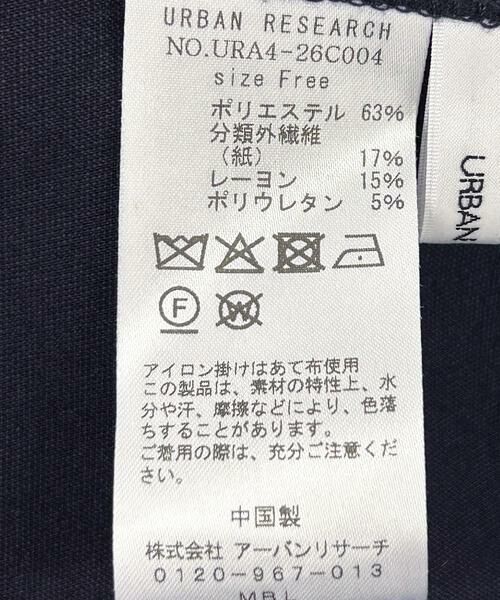 URBAN RESEARCH
NO.URA4-26C004
size Free
ポリエステル 63%
分類外繊維
（紙） 17%
レーヨン 15%
ポリウレタン 5%
URBAN
F
W
アイロン掛けはあて布使用
この製品は、素材の特性上、水
分や汗、摩擦などにより、色落
ちすることがあります。
ご着用の際は、充分ご注意くだ
さい。
中国製
株式会社 アーバンリサーチ
0120-967-013
MBL